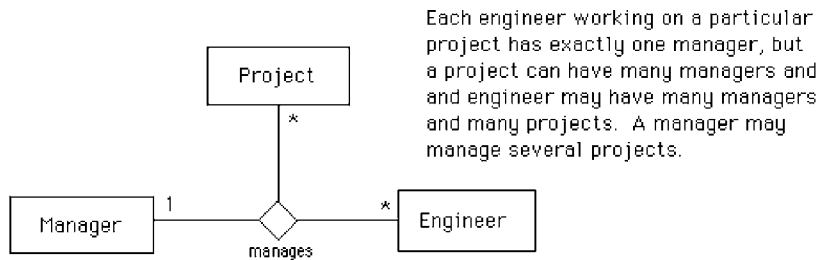 Each engineer working on a particular
project has exactly one manager, but
a project can have many managers and
and engineer may have many managers
and many projects. A manager may
manage several projects.
Project
*
Manager
1
*
Engineer
manages